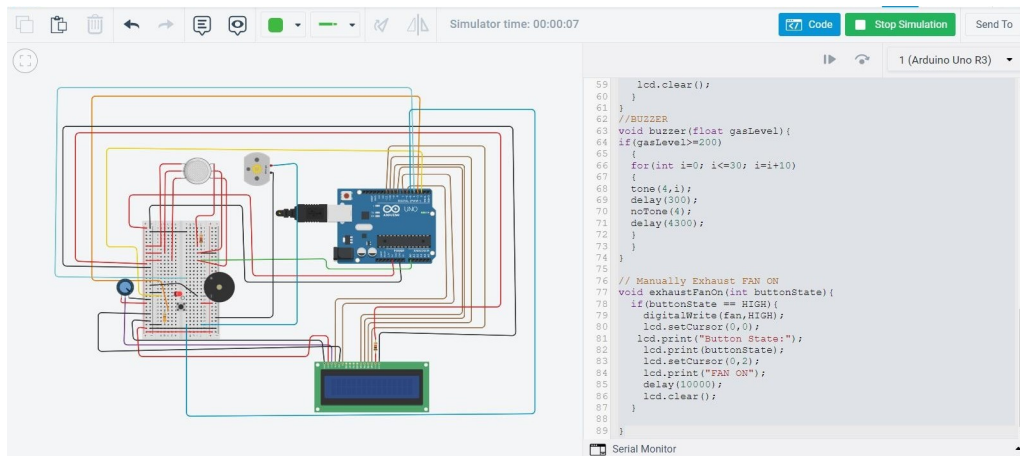 Simulator time: 00:00:07
Code
Stop Simulation
Send To
1 (Arduino Uno R3)
59 lcd.clear();
60 }
61 }
62 //BUZZER
63 void buzzer(float gasLevel){
64 if(gasLevel>=200)
65 {
66 for(int i=0; i<=30; i=i+10)
67 {
68 tone(4,i);
69 delay(300);
70 noTone(4);
71 delay(4300);
72 }
73 }
74 }
75
76 // Manually Exhaust FAN ON
77 void exhaustFanOn(int buttonState){
78 if(buttonState == HIGH){
79 digitalWrite(fan,HIGH);
80 lcd.setCursor(0,0);
81 lcd.print("Button State:");
82 lcd.print(buttonState);
83 lcd.setCursor(0,2);
84 lcd.print("FAN ON");
85 delay(10000);
86 lcd.clear();
87 }
88
89 }
UNO
Serial Monitor